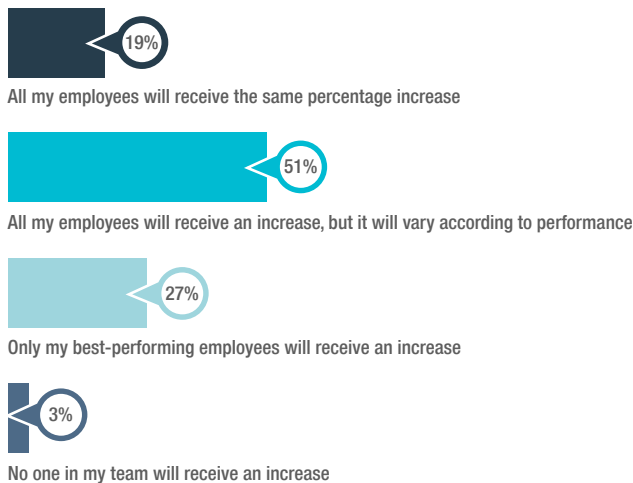 19%
All my employees will receive the same percentage increase
51%
All my employees will receive an increase, but it will vary according to performance
27%
Only my best-performing employees will receive an increase
3%
No one in my team will receive an increase